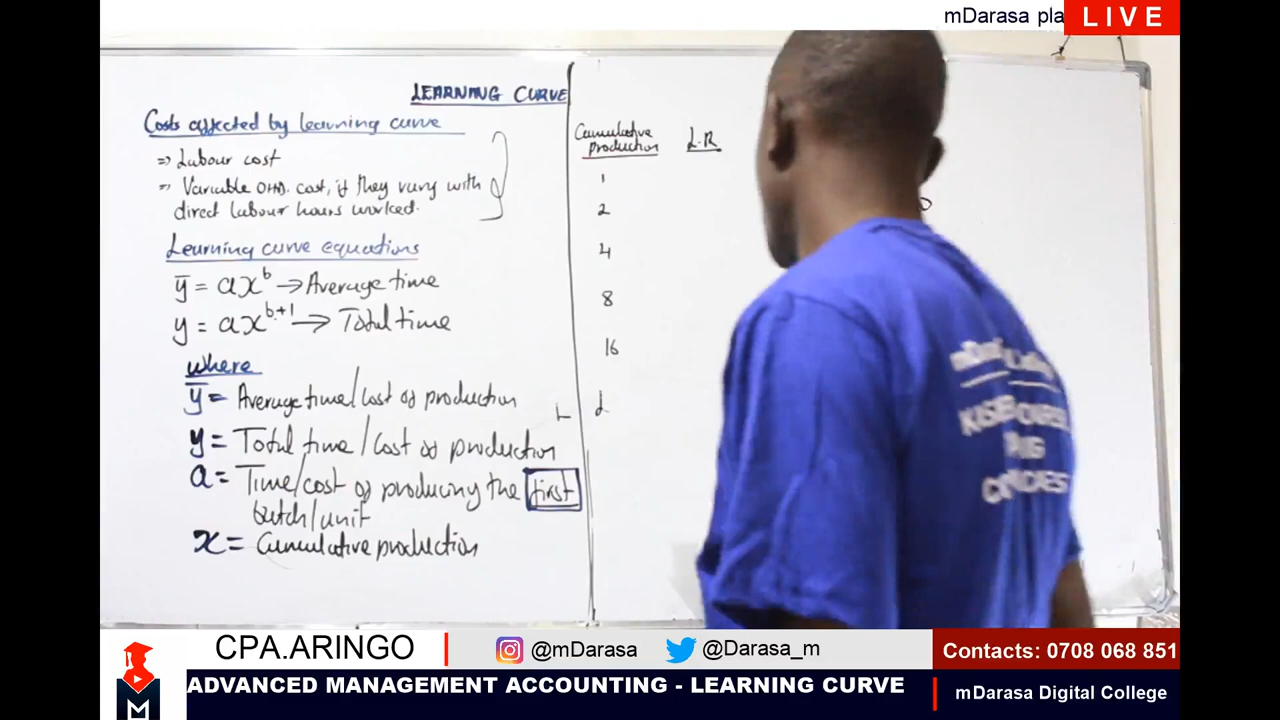 mDarasa pla
LIVE
LEARNING CURVE
Costs affected by learning curve
⇒ Labour cost
⇒ Variable OHD. cost, if they vary with
direct labour hours worked.
Learning curve equations
ȳ = ax^b → Average time
y = ax^b+1 → Total time
where
ȳ = Average time/cost of production
y = Total time/cost of production
a = Time/cost of producing the first
batch/unit
x = Cumulative production
Cumulative
production
L.R
1
2
4
8
16
CPA.ARINGO
@mDarasa
@Darasa_m
Contacts: 0708 068 851
ADVANCED MANAGEMENT ACCOUNTING - LEARNING CURVE
mDarasa Digital College